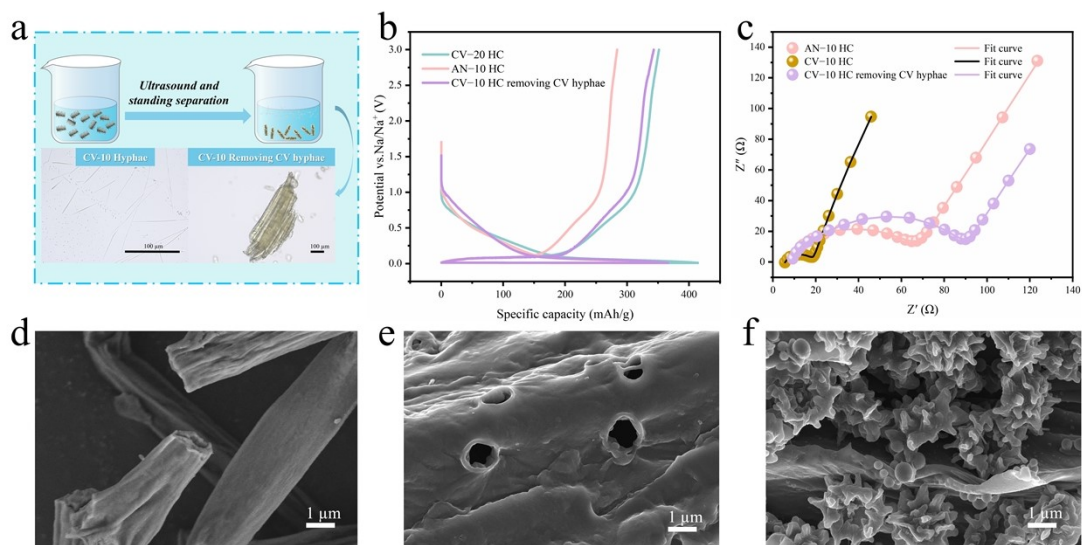 a
Ultrasound and
standing separation
CV-10 Hyphae
CV-10 Removing CV hyphae
100 μm
100 μm
b
CV−20 HC
AN−10 HC
CV−10 HC removing CV hyphae
Potential vs.Na/Na⁺ (V)
3.0
2.5
2.0
1.5
1.0
0.5
0.0
0
100
200
300
400
Specific capacity (mAh/g)
c
AN−10 HC
CV−10 HC
CV−10 HC removing CV hyphae
Fit curve
Fit curve
Fit curve
Z″ (Ω)
140
120
100
80
60
40
20
0
0
20
40
60
80
100
120
140
Z′ (Ω)
d
1 μm
e
1 μm
f
1 μm